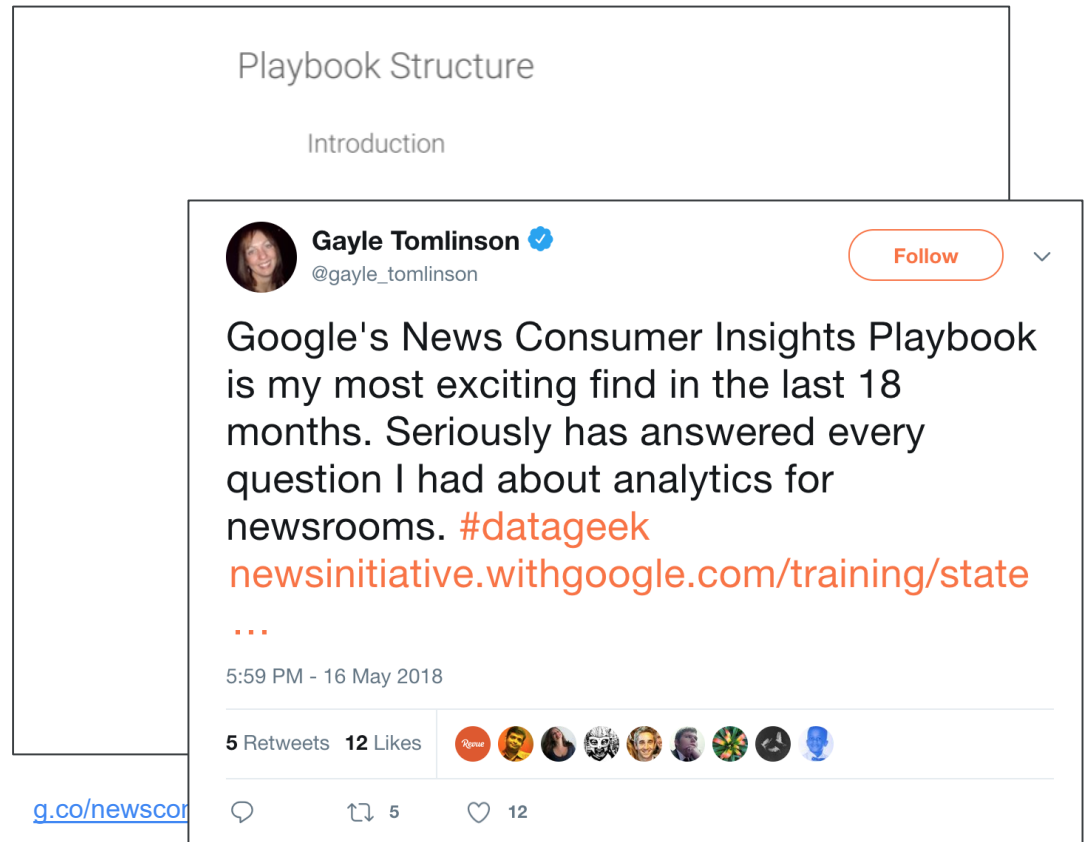 Playbook Structure
Introduction
Gayle Tomlinson
@gayle_tomlinson
Follow
Google's News Consumer Insights Playbook
is my most exciting find in the last 18
months. Seriously has answered every
question I had about analytics for
newsrooms. #datageek
newsinitiative.withgoogle.com/training/state
...
5:59 PM - 16 May 2018
5 Retweets 12 Likes
Revue
5 12
g.co/newscor